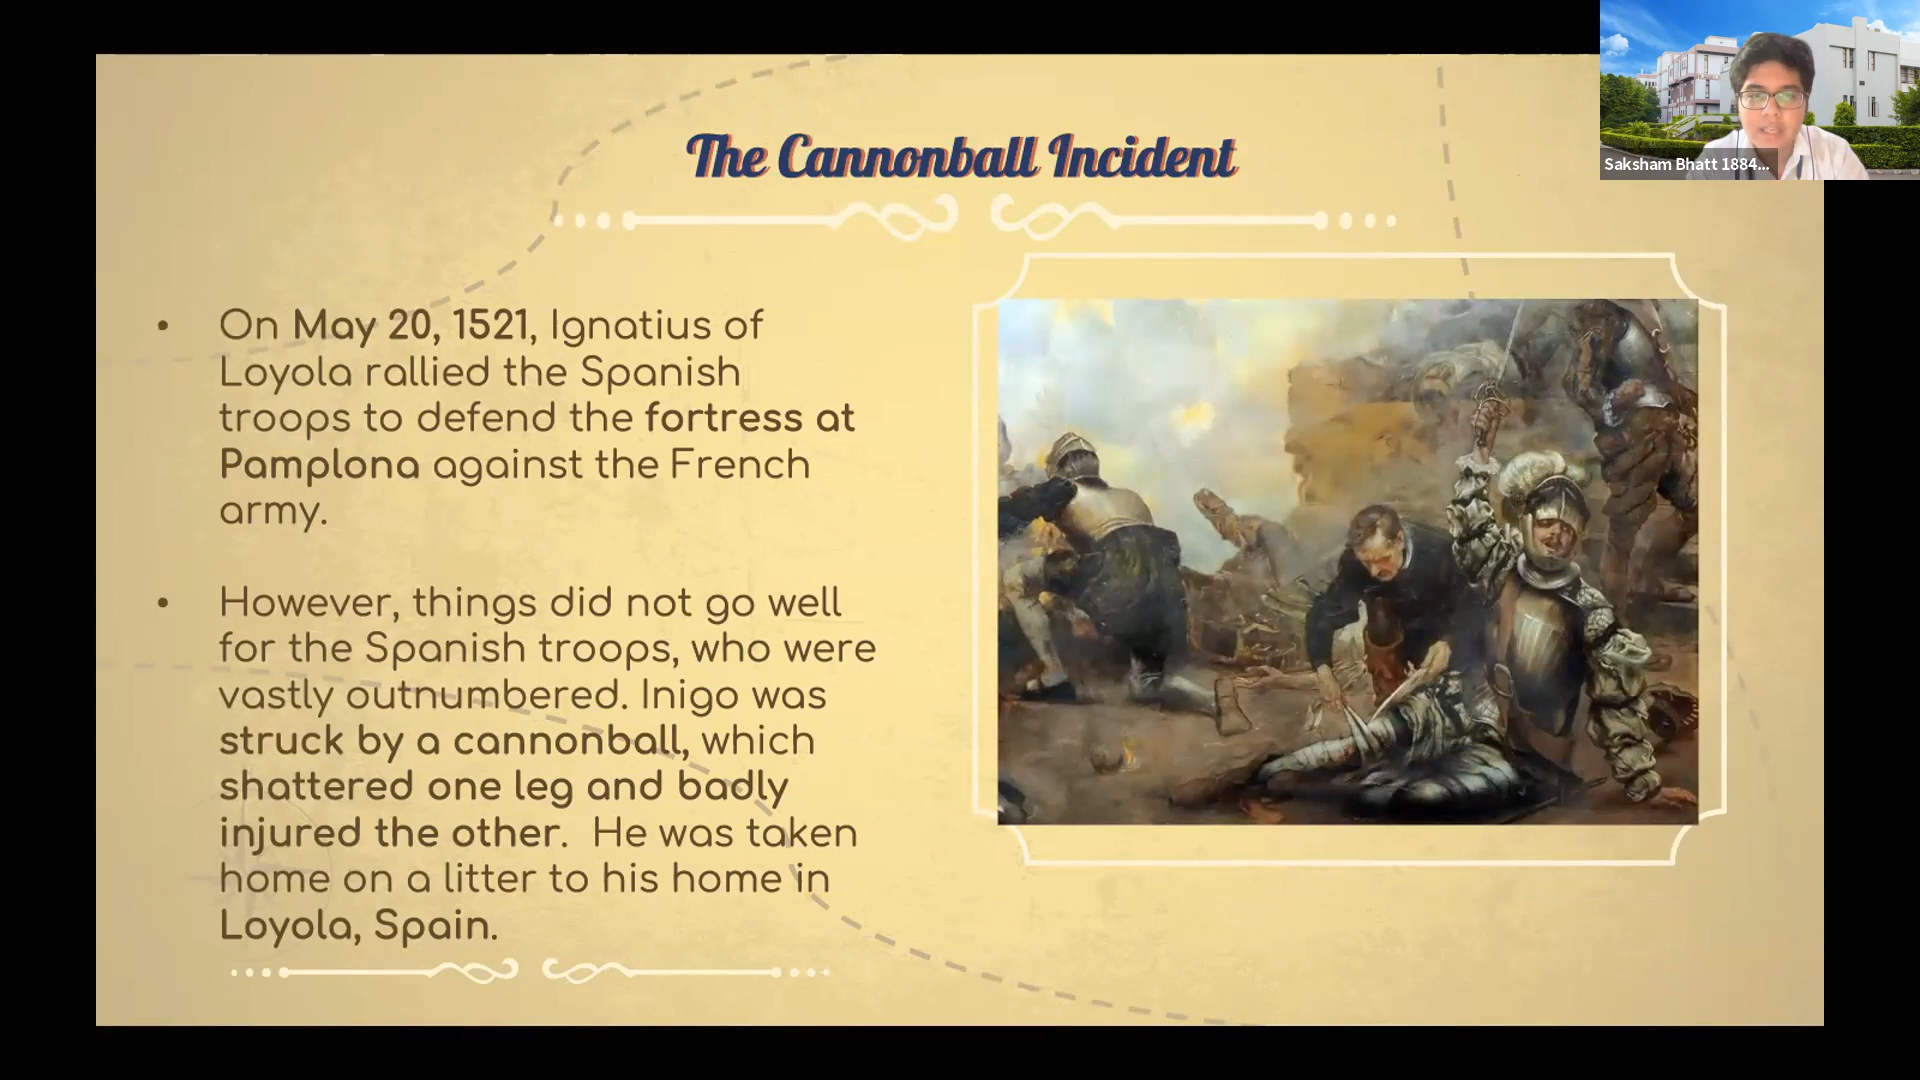 The Cannonball Incident
Saksham Bhatt 1884...
• On May 20, 1521, Ignatius of
Loyola rallied the Spanish
troops to defend the fortress at
Pamplona against the French
army.
• However, things did not go well
for the Spanish troops, who were
vastly outnumbered. Inigo was
struck by a cannonball, which
shattered one leg and badly
injured the other. He was taken
home on a litter to his home in
Loyola, Spain.